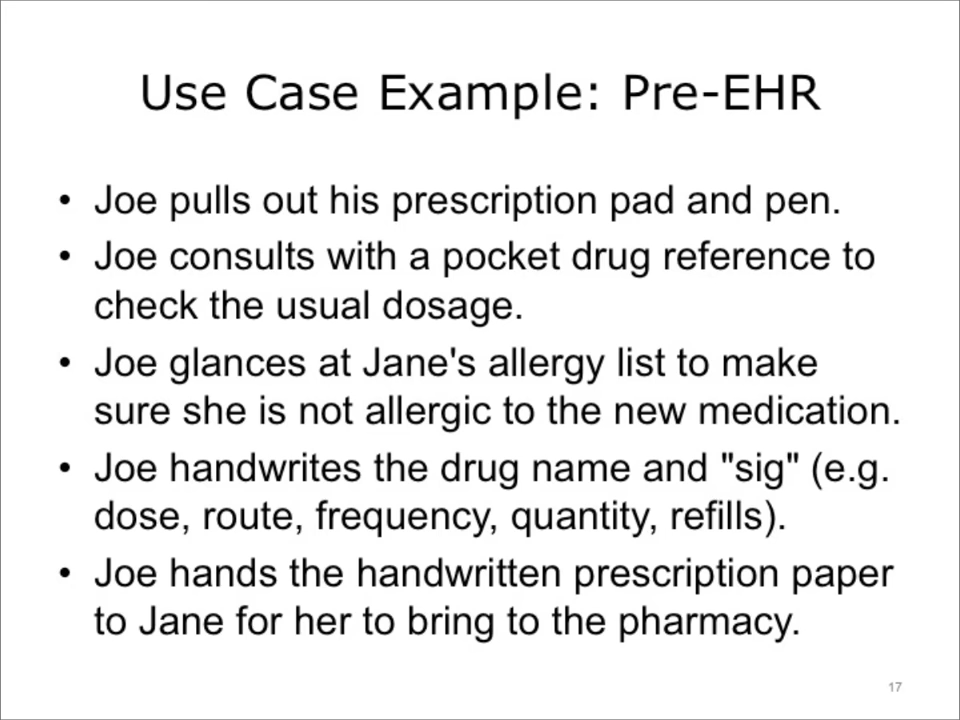 Use Case Example: Pre-EHR
• Joe pulls out his prescription pad and pen.
• Joe consults with a pocket drug reference to
check the usual dosage.
• Joe glances at Jane's allergy list to make
sure she is not allergic to the new medication.
• Joe handwrites the drug name and "sig" (e.g.
dose, route, frequency, quantity, refills).
• Joe hands the handwritten prescription paper
to Jane for her to bring to the pharmacy.
17